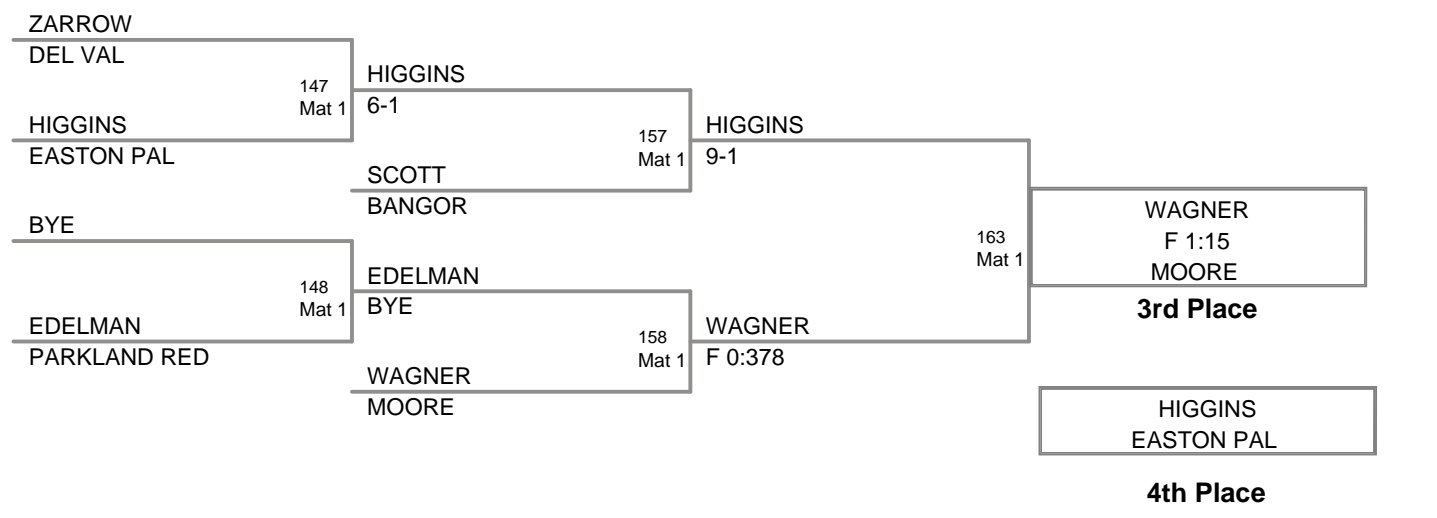 ZARROW
DEL VAL
147
Mat 1
HIGGINS
6-1
HIGGINS
EASTON PAL
157
Mat 1
HIGGINS
9-1
SCOTT
BANGOR
BYE
163
Mat 1
WAGNER
F 1:15
MOORE
3rd Place
148
Mat 1
EDELMAN
BYE
EDELMAN
PARKLAND RED
158
Mat 1
WAGNER
F 0:378
WAGNER
MOORE
HIGGINS
EASTON PAL
4th Place